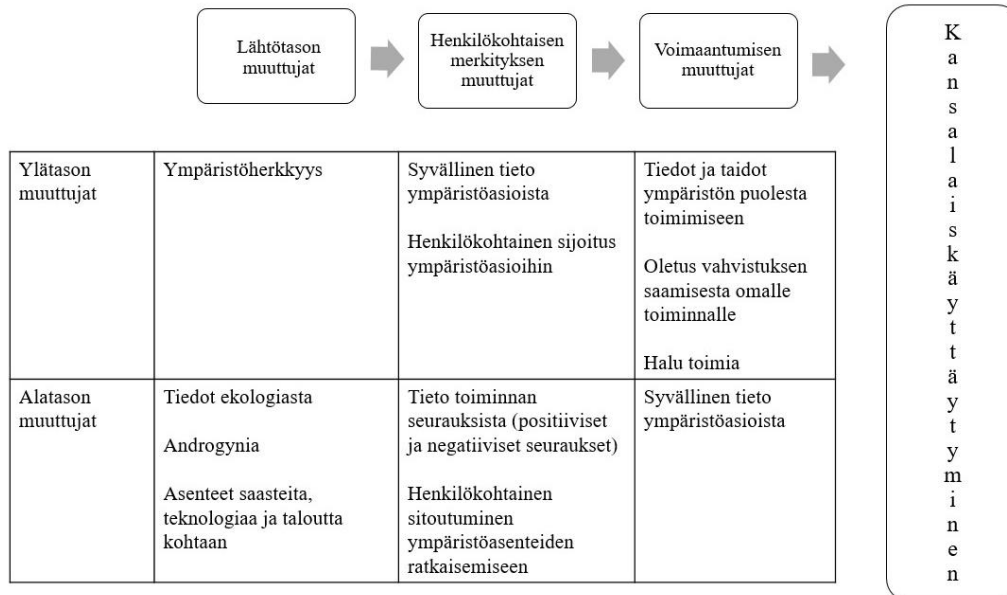 Lähtötason
muuttujat
Henkilökohtaisen
merkityksen
muuttujat
Voimaantumisen
muuttujat
Kansalaiskäyttäytyminen
Ylätason
muuttujat
Ympäristöherkkyys
Syvällinen tieto
ympäristöasioista
Henkilökohtainen sijoitus
ympäristöasioihin
Tiedot ja taidot
ympäristön puolesta
toimimiseen
Oletus vahvistuksen
saamisesta omalle
toiminnalle
Halu toimia
Alatason
muuttujat
Tiedot ekologiasta
Androgynia
Asenteet saasteita,
teknologiaa ja taloutta
kohtaan
Tieto toiminnan
seurauksista (positiiviset
ja negatiiviset seuraukset)
Henkilökohtainen
sitoutuminen
ympäristöasenteiden
ratkaisemiseen
Syvällinen tieto
ympäristöasioista